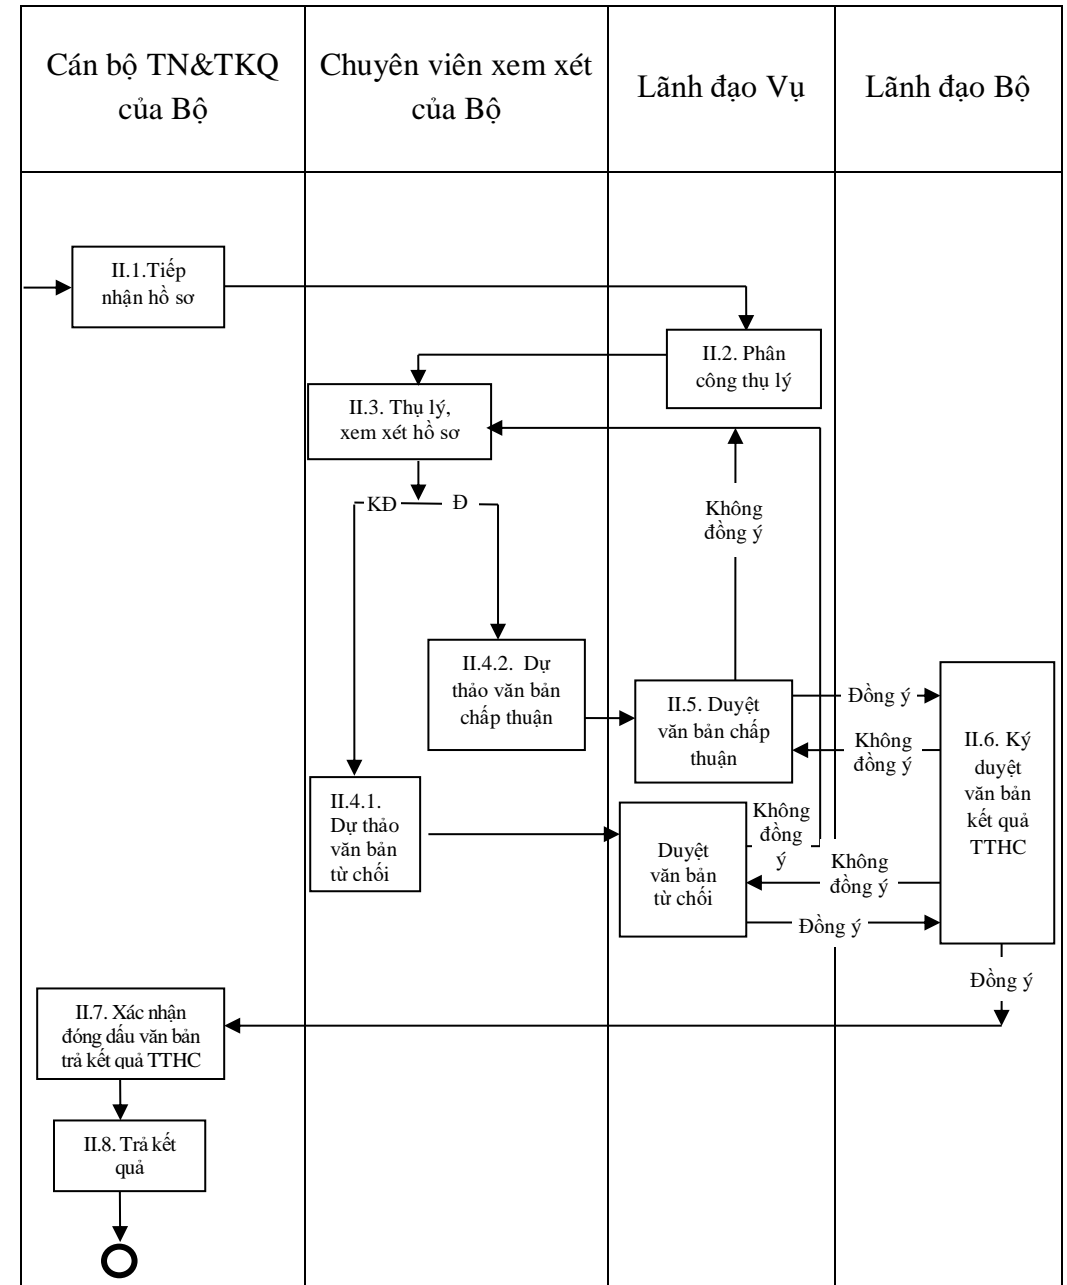 Cán bộ TN&TKQ
của Bộ
Chuyên viên xem xét
của Bộ
Lãnh đạo Vụ
Lãnh đạo Bộ
II.1.Tiếp
nhận hồ sơ
II.2. Phân
công thụ lý
II.3. Thụ lý,
xem xét hồ sơ
KĐ
Đ
Không
đồng ý
II.4.2. Dự
thảo văn bản
chấp thuận
II.5. Duyệt
văn bản chấp
thuận
Đồng ý
Không
đồng ý
II.6. Ký
duyệt
văn bản
kết quả
TTHC
II.4.1.
Dự thảo
văn bản
từ chối
Duyệt
văn bản
từ chối
Không
đồng
ý
Không
đồng ý
Đồng ý
Đồng ý
II.7. Xác nhận
đóng dấu văn bản
trả kết quả TTHC
II.8. Trả kết
quả